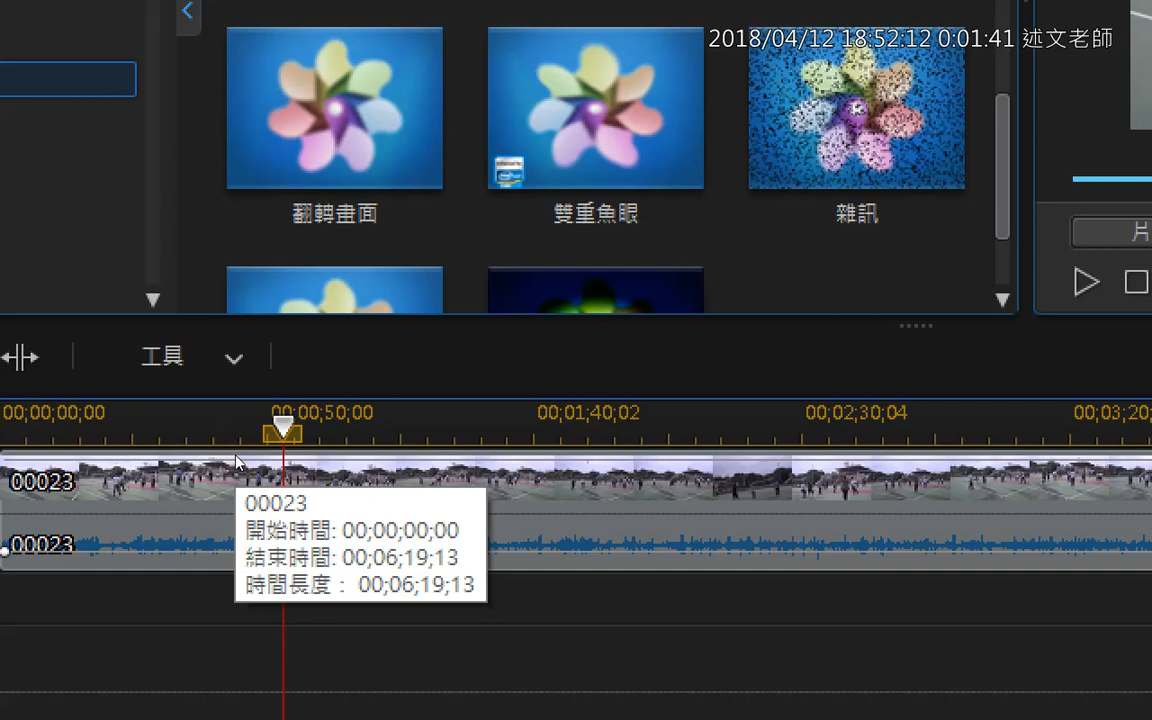 2018/04/12 18:52:12 0:01:41 述文老師
翻轉畫面
雙重魚眼
雜訊
片
工具
00;00;00;00
00;00;50;00
00;01;40;02
00;02;30;04
00;03;20;
00023
00023
00023
開始時間: 00;00;00;00
結束時間: 00;06;19;13
時間長度： 00;06;19;13